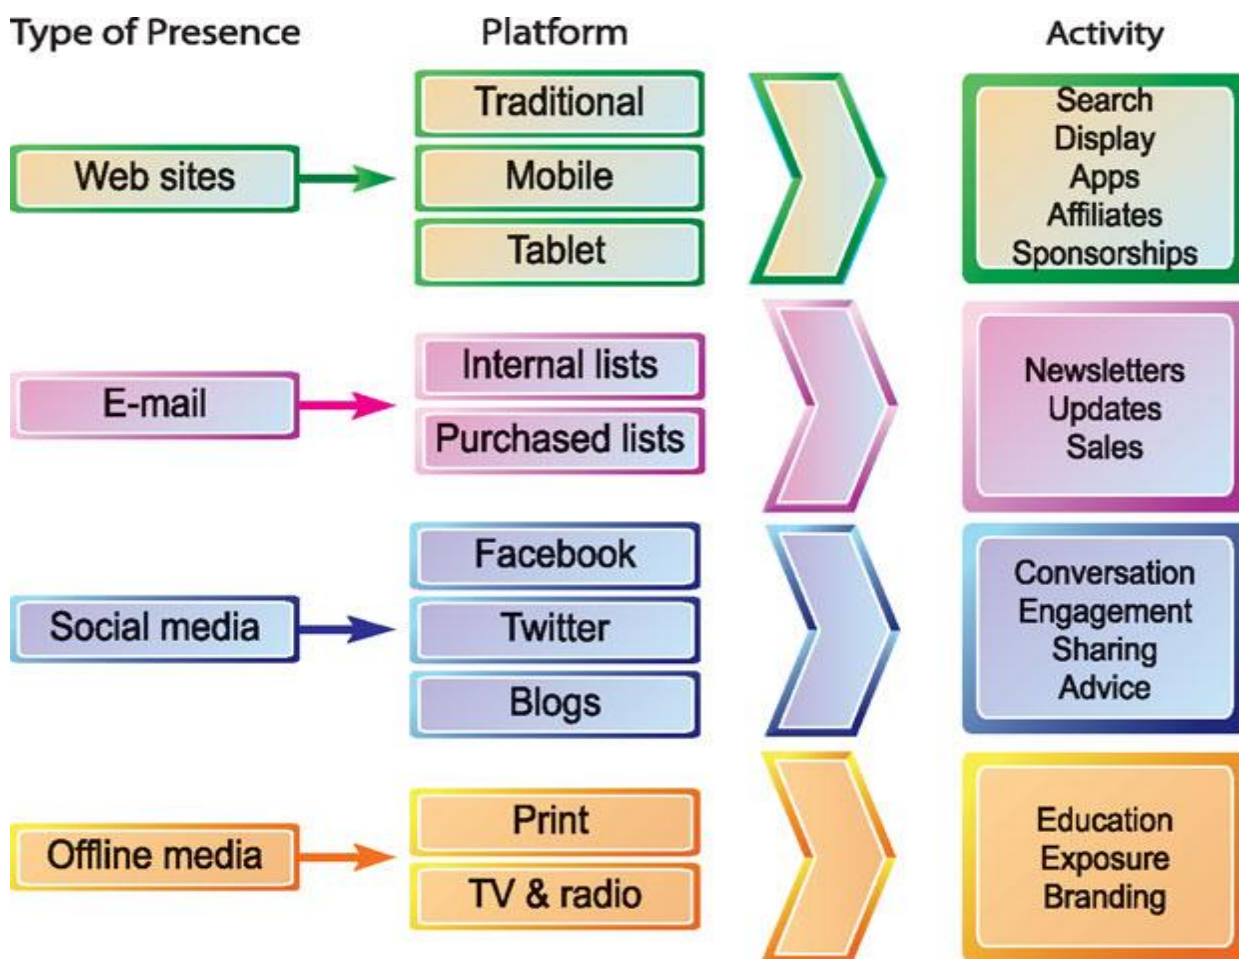 Type of Presence
Platform
Activity
Web sites
Traditional
Mobile
Tablet
Search
Display
Apps
Affiliates
Sponsorships
E-mail
Internal lists
Purchased lists
Newsletters
Updates
Sales
Social media
Facebook
Twitter
Blogs
Conversation
Engagement
Sharing
Advice
Offline media
Print
TV & radio
Education
Exposure
Branding